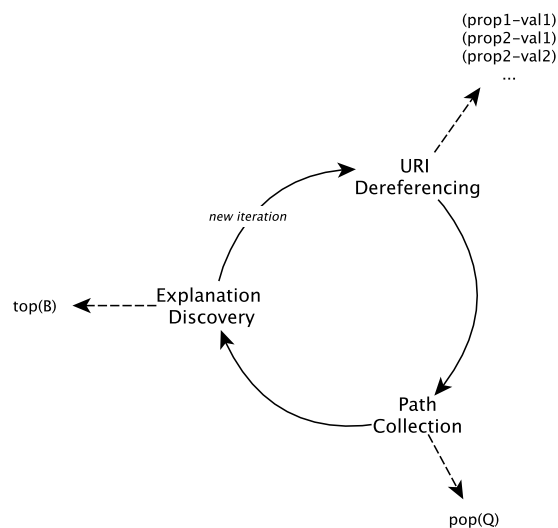 (prop1-val1)
(prop2-val1)
(prop2-val2)
...
URI
Dereferencing
new iteration
Explanation
Discovery
top(B)
Path
Collection
pop(Q)